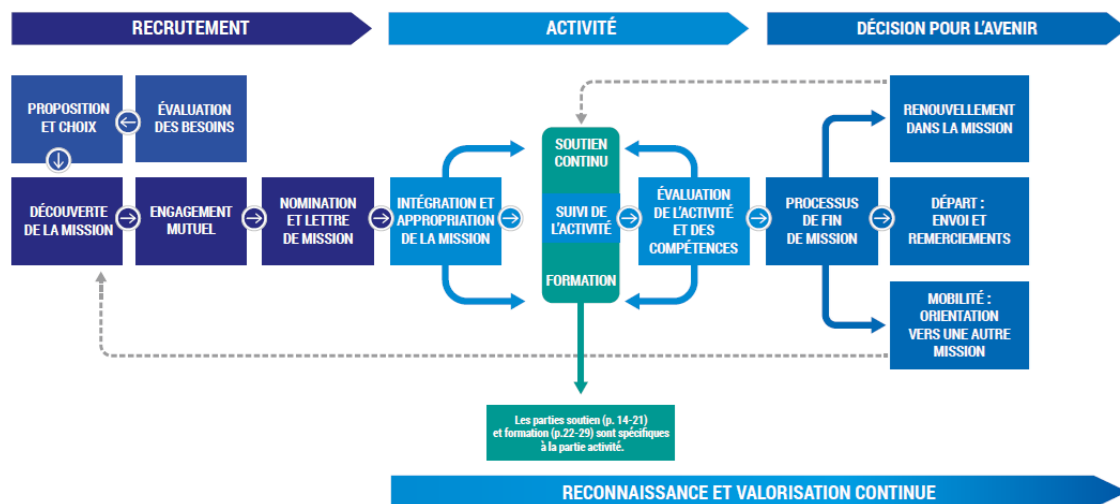 RECRUTEMENT
ACTIVITÉ
DÉCISION POUR L'AVENIR
PROPOSITION
ET CHOIX
ÉVALUATION
DES BESOINS
DÉCOUVERTE
DE LA MISSION
ENGAGEMENT
MUTUEL
NOMINATION
ET LETTRE
DE MISSION
INTÉGRATION ET
APPROPRIATION
DE LA MISSION
SOUTIEN
CONTINU
SUIVI DE
L'ACTIVITÉ
FORMATION
ÉVALUATION
DE L'ACTIVITÉ
ET DES
COMPÉTENCES
PROCESSUS
DE FIN
DE MISSION
RENOUVELLEMENT
DANS LA MISSION
DÉPART :
ENVOI ET
REMERCIEMENTS
MOBILITÉ :
ORIENTATION
VERS UNE AUTRE
MISSION
Les parties soutien (p. 14-21)
et formation (p.22-29) sont spécifiques
à la partie activité.
RECONNAISSANCE ET VALORISATION CONTINUE